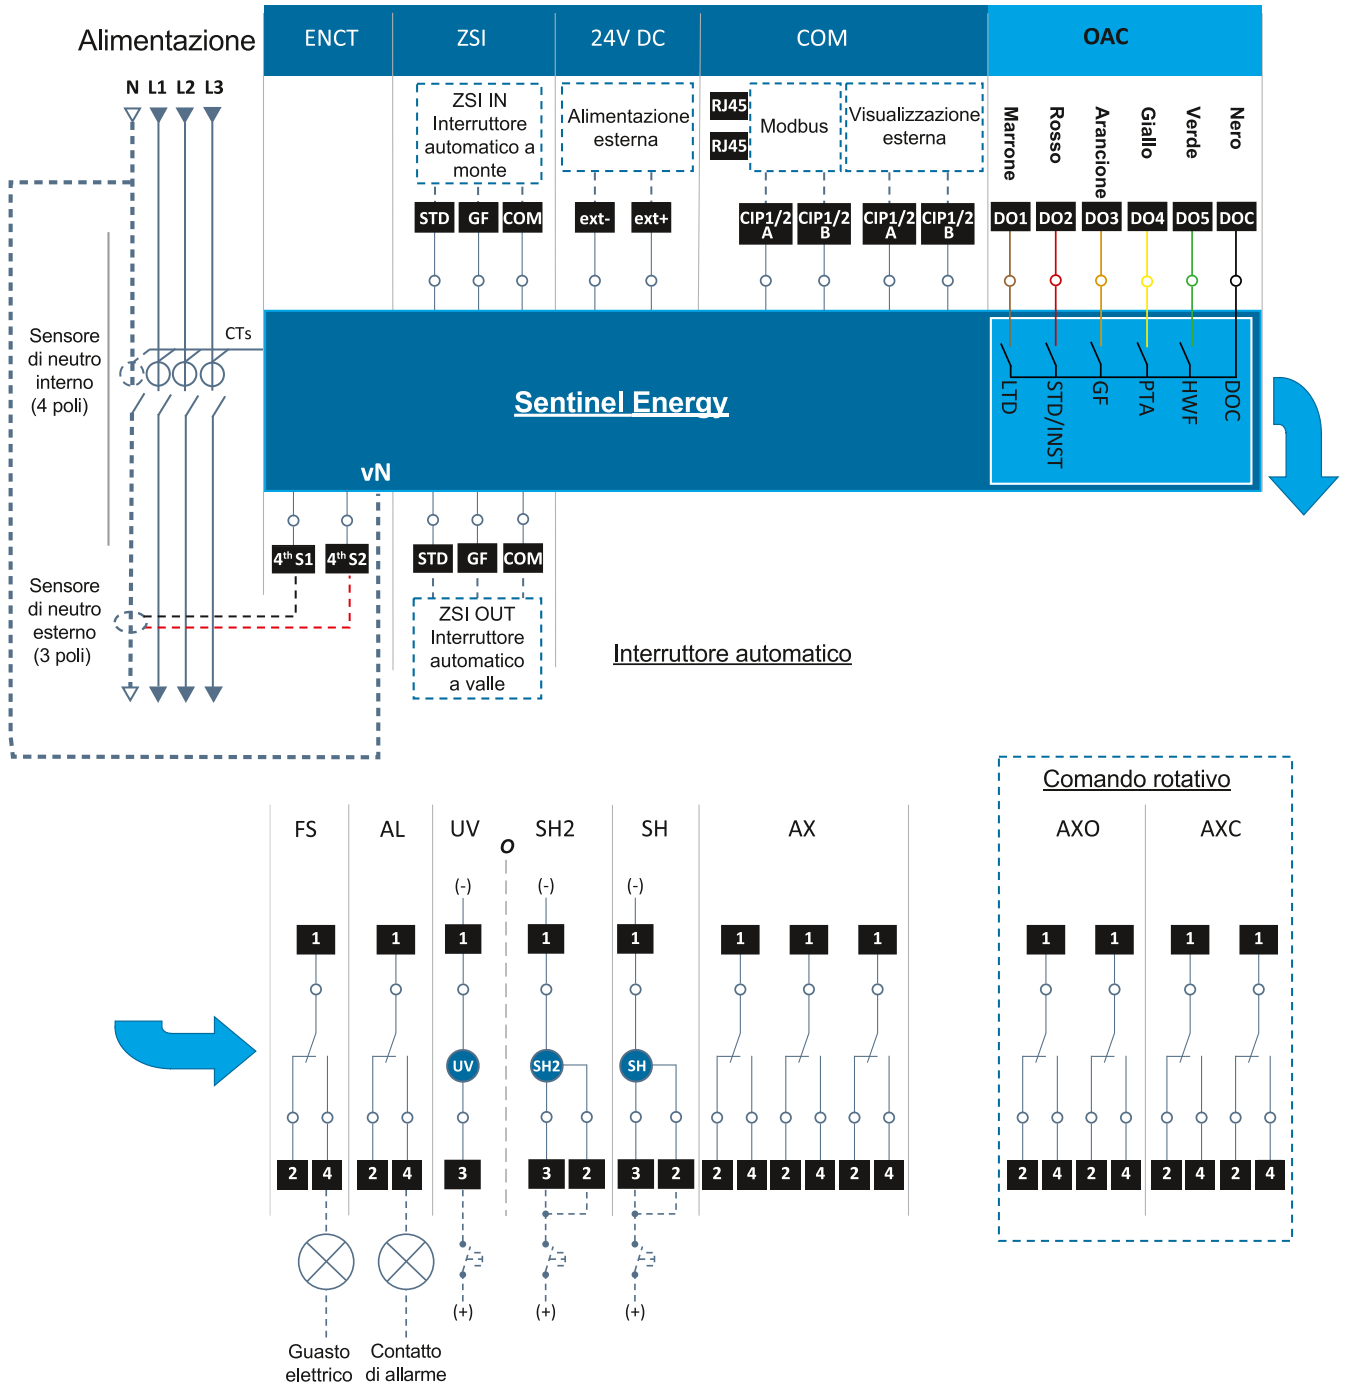 Alimentazione
ENCT
ZSI
24V DC
COM
OAC
N L1 L2 L3
ZSI IN
Interruttore
automatico a
monte
Alimentazione
esterna
RJ45
RJ45
Modbus
Visualizzazione
esterna
Marrone
Rosso
Arancione
Giallo
Verde
Nero
STD
GF
COM
ext-
ext+
CIP1/2
A
CIP1/2
B
CIP1/2
A
CIP1/2
B
DO1
DO2
DO3
DO4
DO5
DOC
Sensore
di neutro
interno
(4 poli)
CTs
Sentinel Energy
LTD
STD/INST
GF
PTA
HWF
DOC
vN
4th S1
4th S2
STD
GF
COM
Sensore
di neutro
esterno
(3 poli)
ZSI OUT
Interruttore
automatico
a valle
Interruttore automatico
Comando rotativo
FS
AL
UV
O
SH2
SH
AX
AXO
AXC
(-)
(-)
(-)
1
1
1
1
1
1
1
1
1
1
1
1
UV
SH2
SH
2
4
2
4
3
3
2
3
2
2
4
2
4
2
4
2
4
2
4
2
4
2
4
(+)
(+)
(+)
Guasto
elettrico
Contatto
di allarme